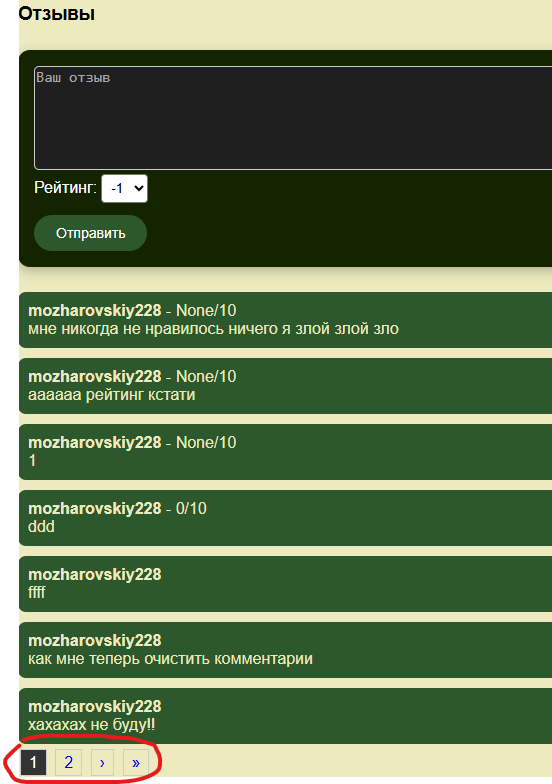 Отзывы
Ваш отзыв
Рейтинг: -1
Отправить
mozharovskiy228 - None/10
мне никогда не нравилось ничего я злой злой зло
mozharovskiy228 - None/10
аааааа рейтинг кстати
mozharovskiy228 - None/10
1
mozharovskiy228 - 0/10
ddd
mozharovskiy228
ffff
mozharovskiy228
как мне теперь очистить комментарии
mozharovskiy228
хахахах не буду!!
1 2 › »